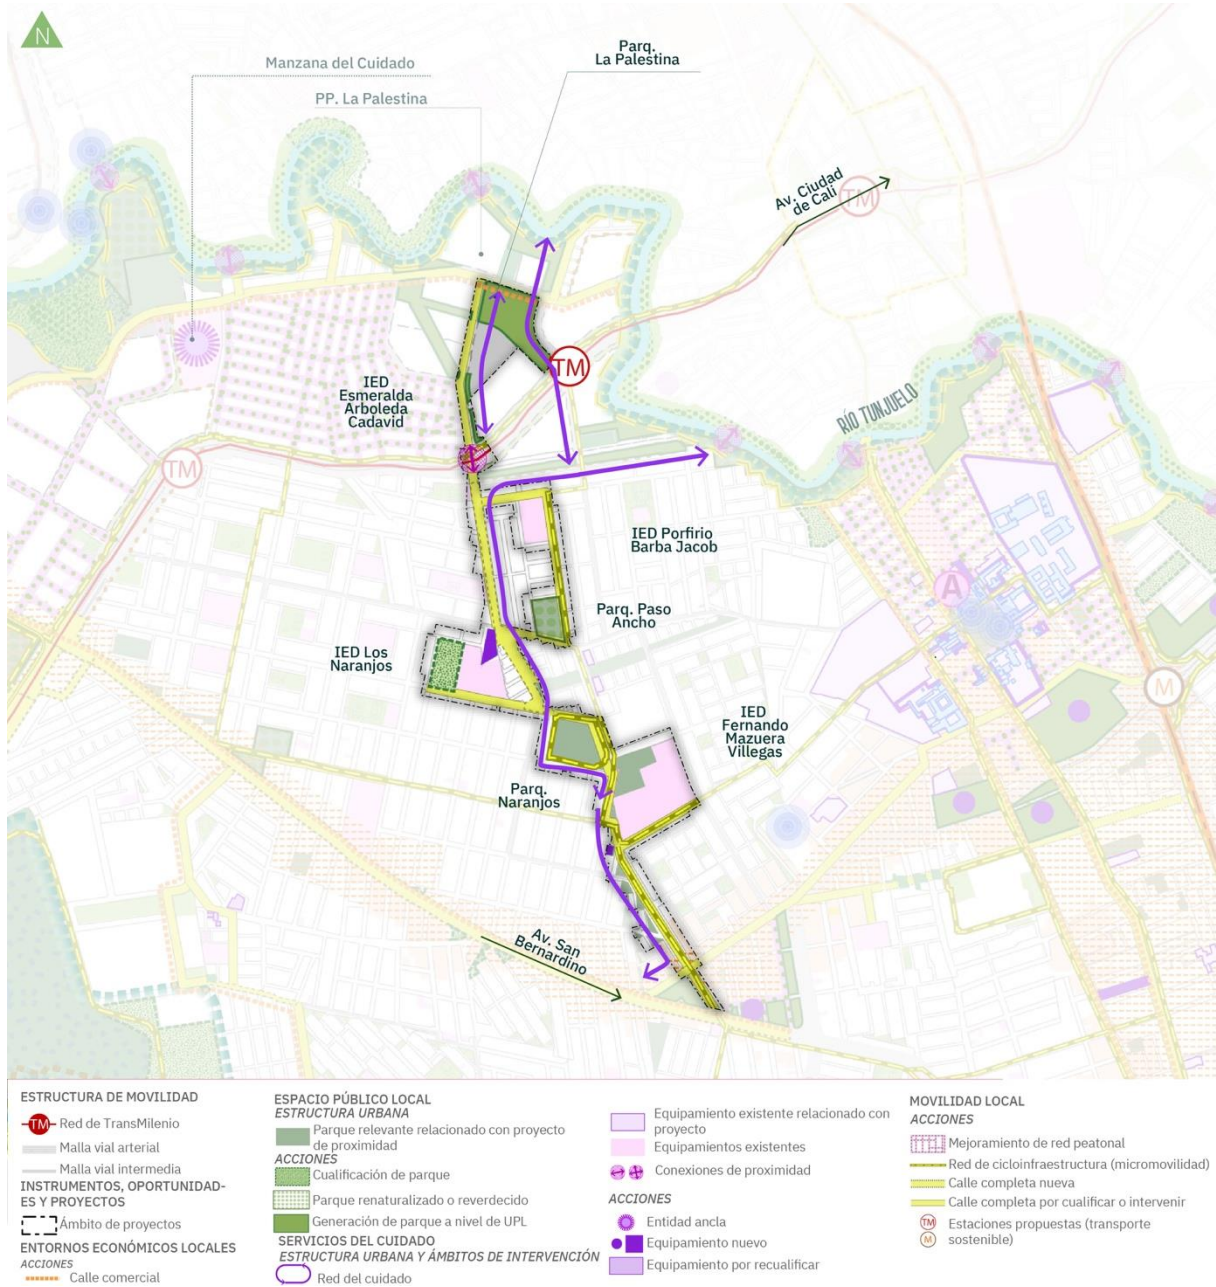 N
Parq.
La Palestina
Manzana del Cuidado
PP. La Palestina
Av. Ciudad
de Cali
TM
TM
IED
Esmeralda
Arboleda
Cadavid
RÍO TUNJUELO
TM
IED Porfirio
Barba Jacob
A
Parq. Paso
Ancho
IED Los
Naranjos
M
IED
Fernando
Mazuera
Villegas
Parq.
Naranjos
Av. San
Bernardino
ESTRUCTURA DE MOVILIDAD
TM Red de TransMilenio
Malla vial arterial
Malla vial intermedia
INSTRUMENTOS, OPORTUNIDAD-
ES Y PROYECTOS
Ámbito de proyectos
ENTORNOS ECONÓMICOS LOCALES
ACCIONES
Calle comercial
ESPACIO PÚBLICO LOCAL
ESTRUCTURA URBANA
Parque relevante relacionado con proyecto
de proximidad
ACCIONES
Cualificación de parque
Parque renaturalizado o reverdecido
Generación de parque a nivel de UPL
SERVICIOS DEL CUIDADO
ESTRUCTURA URBANA Y ÁMBITOS DE INTERVENCIÓN
Red del cuidado
Equipamiento existente relacionado con
proyecto
Equipamientos existentes
Conexiones de proximidad
ACCIONES
Entidad ancla
Equipamiento nuevo
Equipamiento por recualificar
MOVILIDAD LOCAL
ACCIONES
Mejoramiento de red peatonal
Red de cicloinfraestructura (micromovilidad)
Calle completa nueva
Calle completa por cualificar o intervenir
TM Estaciones propuestas (transporte
M sostenible)